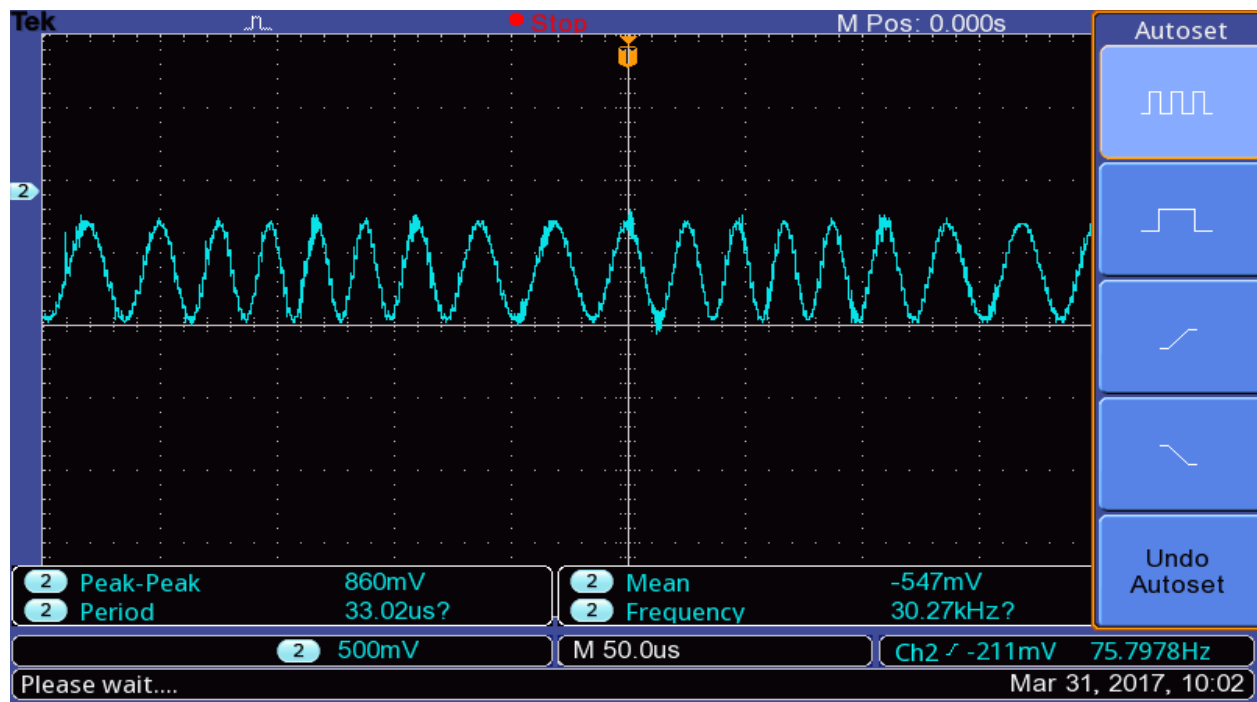 Tek Stop M Pos: 0.000s Autoset
T
2
2 Peak-Peak 860mV 2 Mean -547mV
2 Period 33.02us? 2 Frequency 30.27kHz?
Undo
Autoset
2 500mV M 50.0us Ch2 -211mV 75.7978Hz
Please wait.... Mar 31, 2017, 10:02